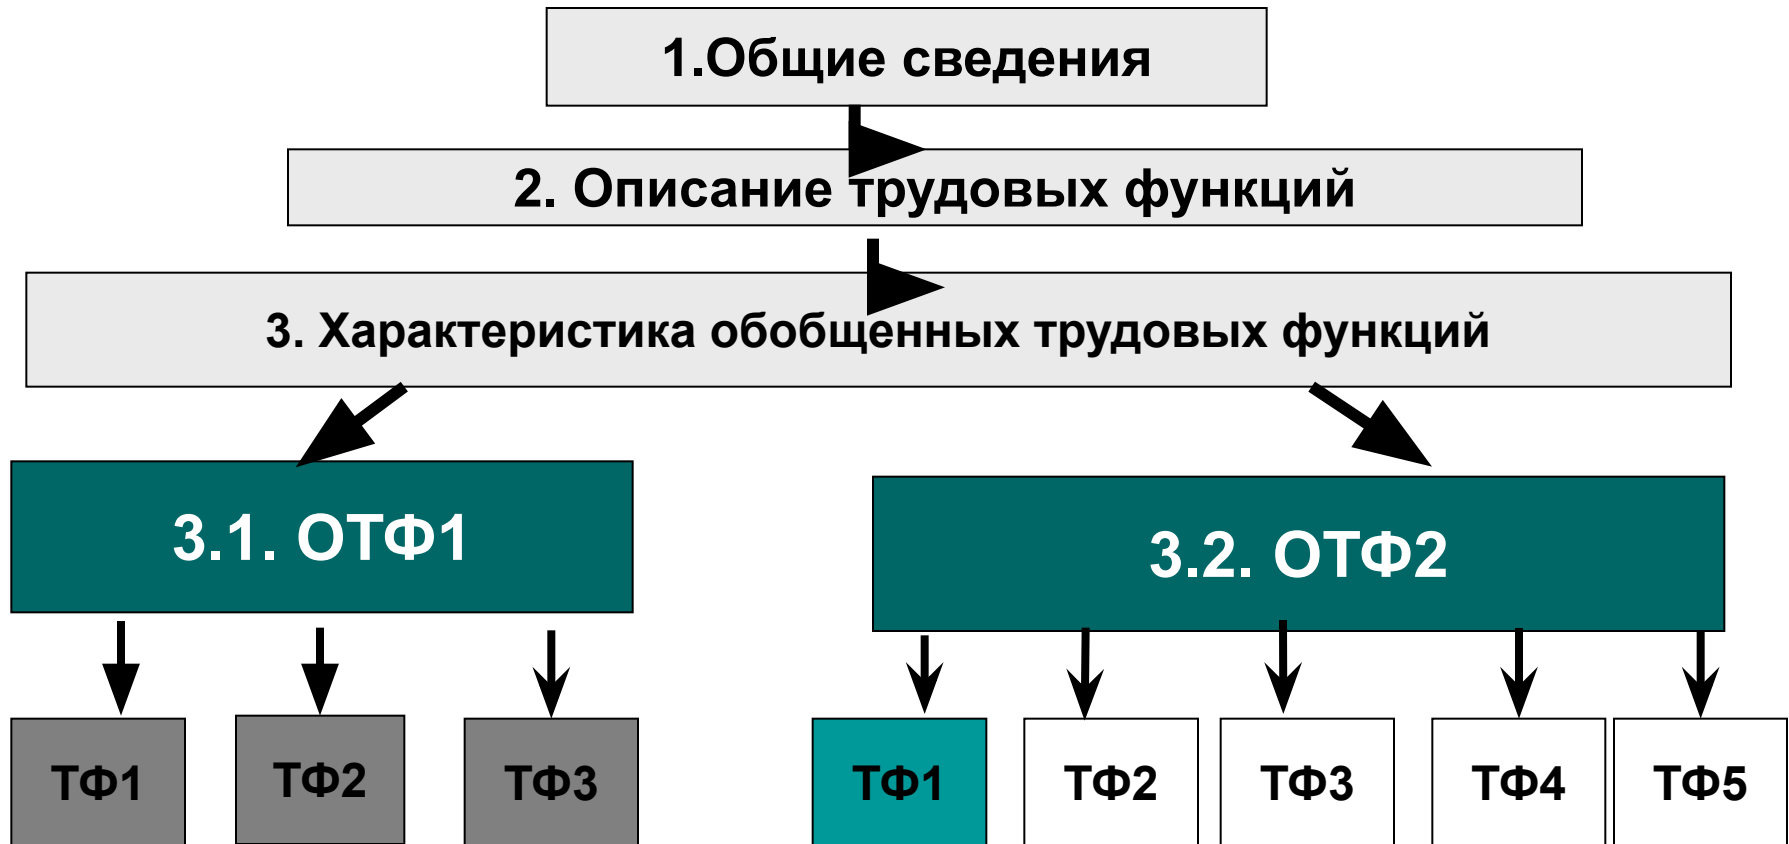 1.Общие сведения
2. Описание трудовых функций
3. Характеристика обобщенных трудовых функций
3.1. ОТФ1
3.2. ОТФ2
ТФ1
ТФ2
ТФ3
ТФ1
ТФ2
ТФ3
ТФ4
ТФ5